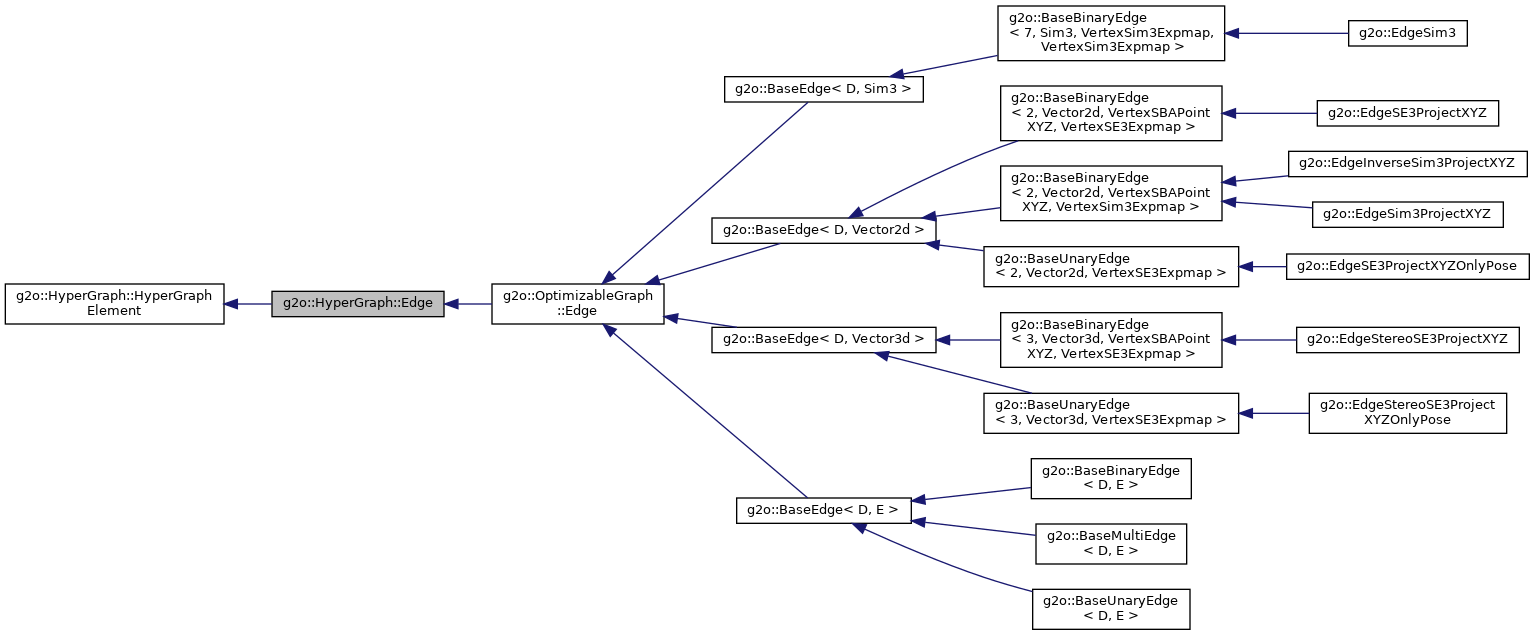 g2o::HyperGraph::HyperGraph
Element
g2o::HyperGraph::Edge
g2o::OptimizableGraph
::Edge
g2o::BaseEdge< D, Sim3 >
g2o::BaseEdge< D, Vector2d >
g2o::BaseEdge< D, Vector3d >
g2o::BaseEdge< D, E >
g2o::BaseBinaryEdge
< 7, Sim3, VertexSim3Expmap,
VertexSim3Expmap >
g2o::BaseBinaryEdge
< 2, Vector2d, VertexSBAPoint
XYZ, VertexSE3Expmap >
g2o::BaseBinaryEdge
< 2, Vector2d, VertexSBAPoint
XYZ, VertexSim3Expmap >
g2o::BaseUnaryEdge
< 2, Vector2d, VertexSE3Expmap >
g2o::BaseBinaryEdge
< 3, Vector3d, VertexSBAPoint
XYZ, VertexSE3Expmap >
g2o::BaseUnaryEdge
< 3, Vector3d, VertexSE3Expmap >
g2o::BaseBinaryEdge
< D, E >
g2o::BaseMultiEdge
< D, E >
g2o::BaseUnaryEdge
< D, E >
g2o::EdgeSim3
g2o::EdgeSE3ProjectXYZ
g2o::EdgeInverseSim3ProjectXYZ
g2o::EdgeSim3ProjectXYZ
g2o::EdgeSE3ProjectXYZOnlyPose
g2o::EdgeStereoSE3ProjectXYZ
g2o::EdgeStereoSE3Project
XYZOnlyPose